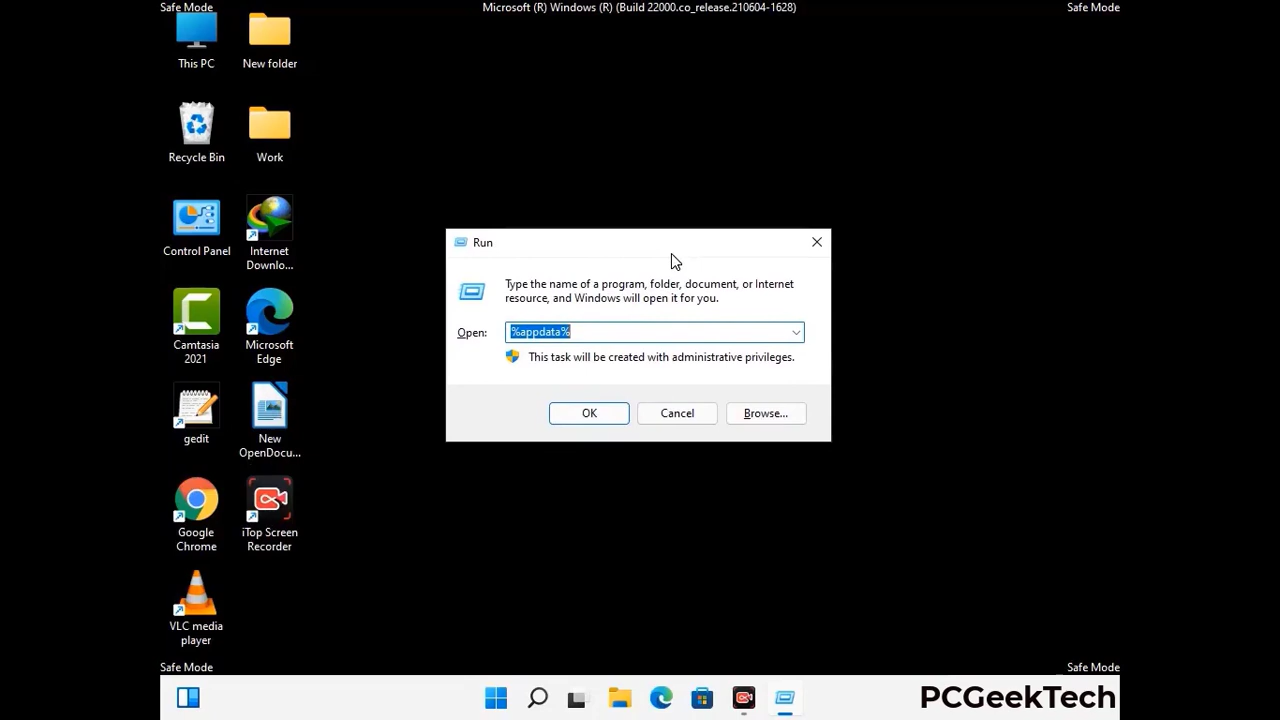 Safe Mode
Microsoft (R) Windows (R) (Build 22000.co_release.210604-1628)
Safe Mode
This PC
New folder
Recycle Bin
Work
Control Panel
Internet
Downlo...
Camtasia
2021
Microsoft
Edge
gedit
New
OpenDocu...
Google
Chrome
iTop Screen
Recorder
VLC media
player
Run
Type the name of a program, folder, document, or Internet
resource, and Windows will open it for you.
Open:
%appdata%
This task will be created with administrative privileges.
OK
Cancel
Browse...
Safe Mode
Safe Mode
PCGeekTech